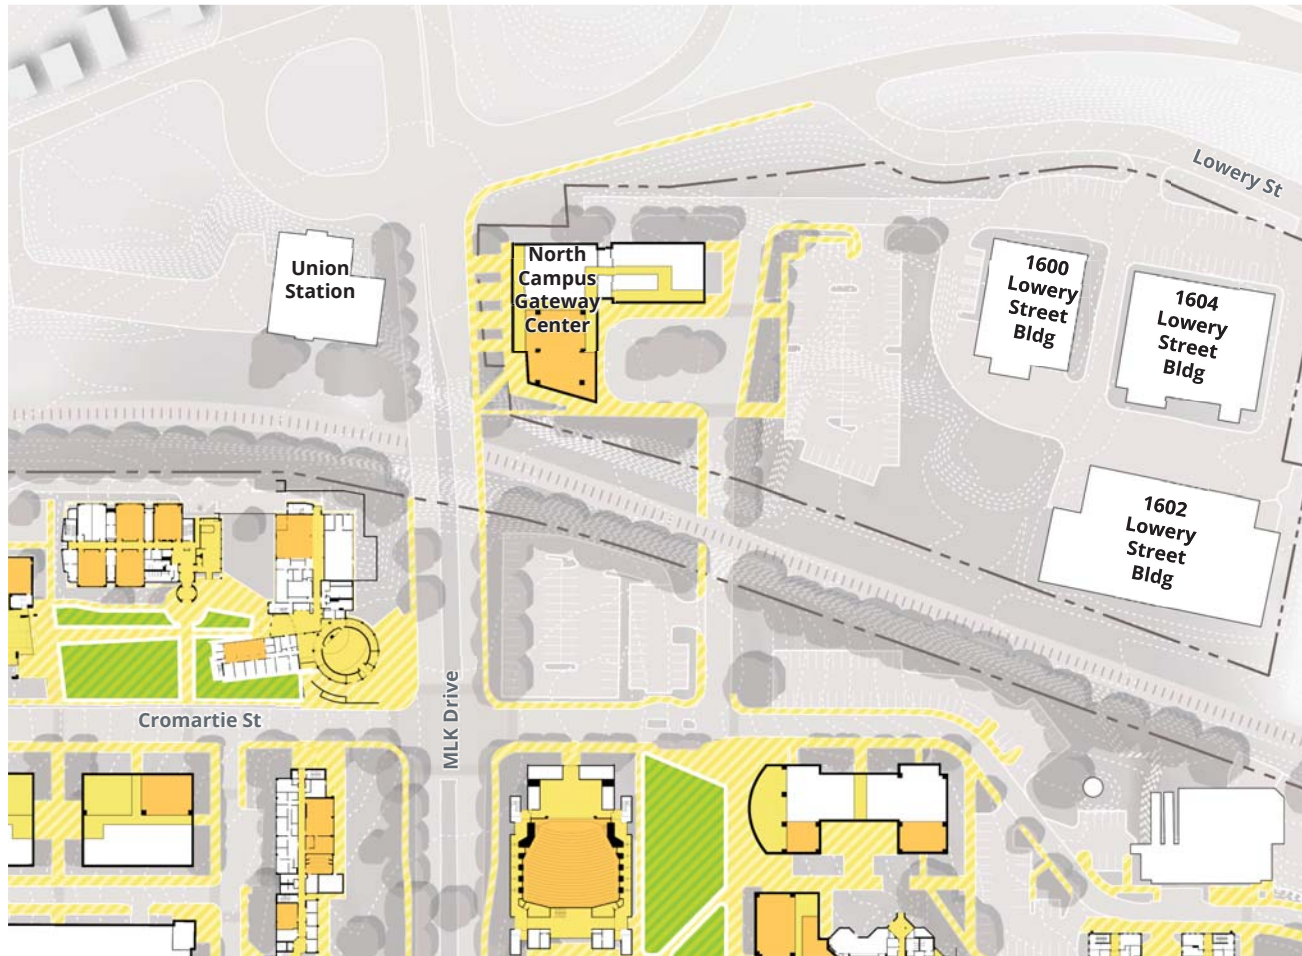 Lowery St
North
Campus
Gateway
Center
Union
Station
1600
Lowery
Street
Bldg
1604
Lowery
Street
Bldg
1602
Lowery
Street
Bldg
Cromartie St
MLK Drive